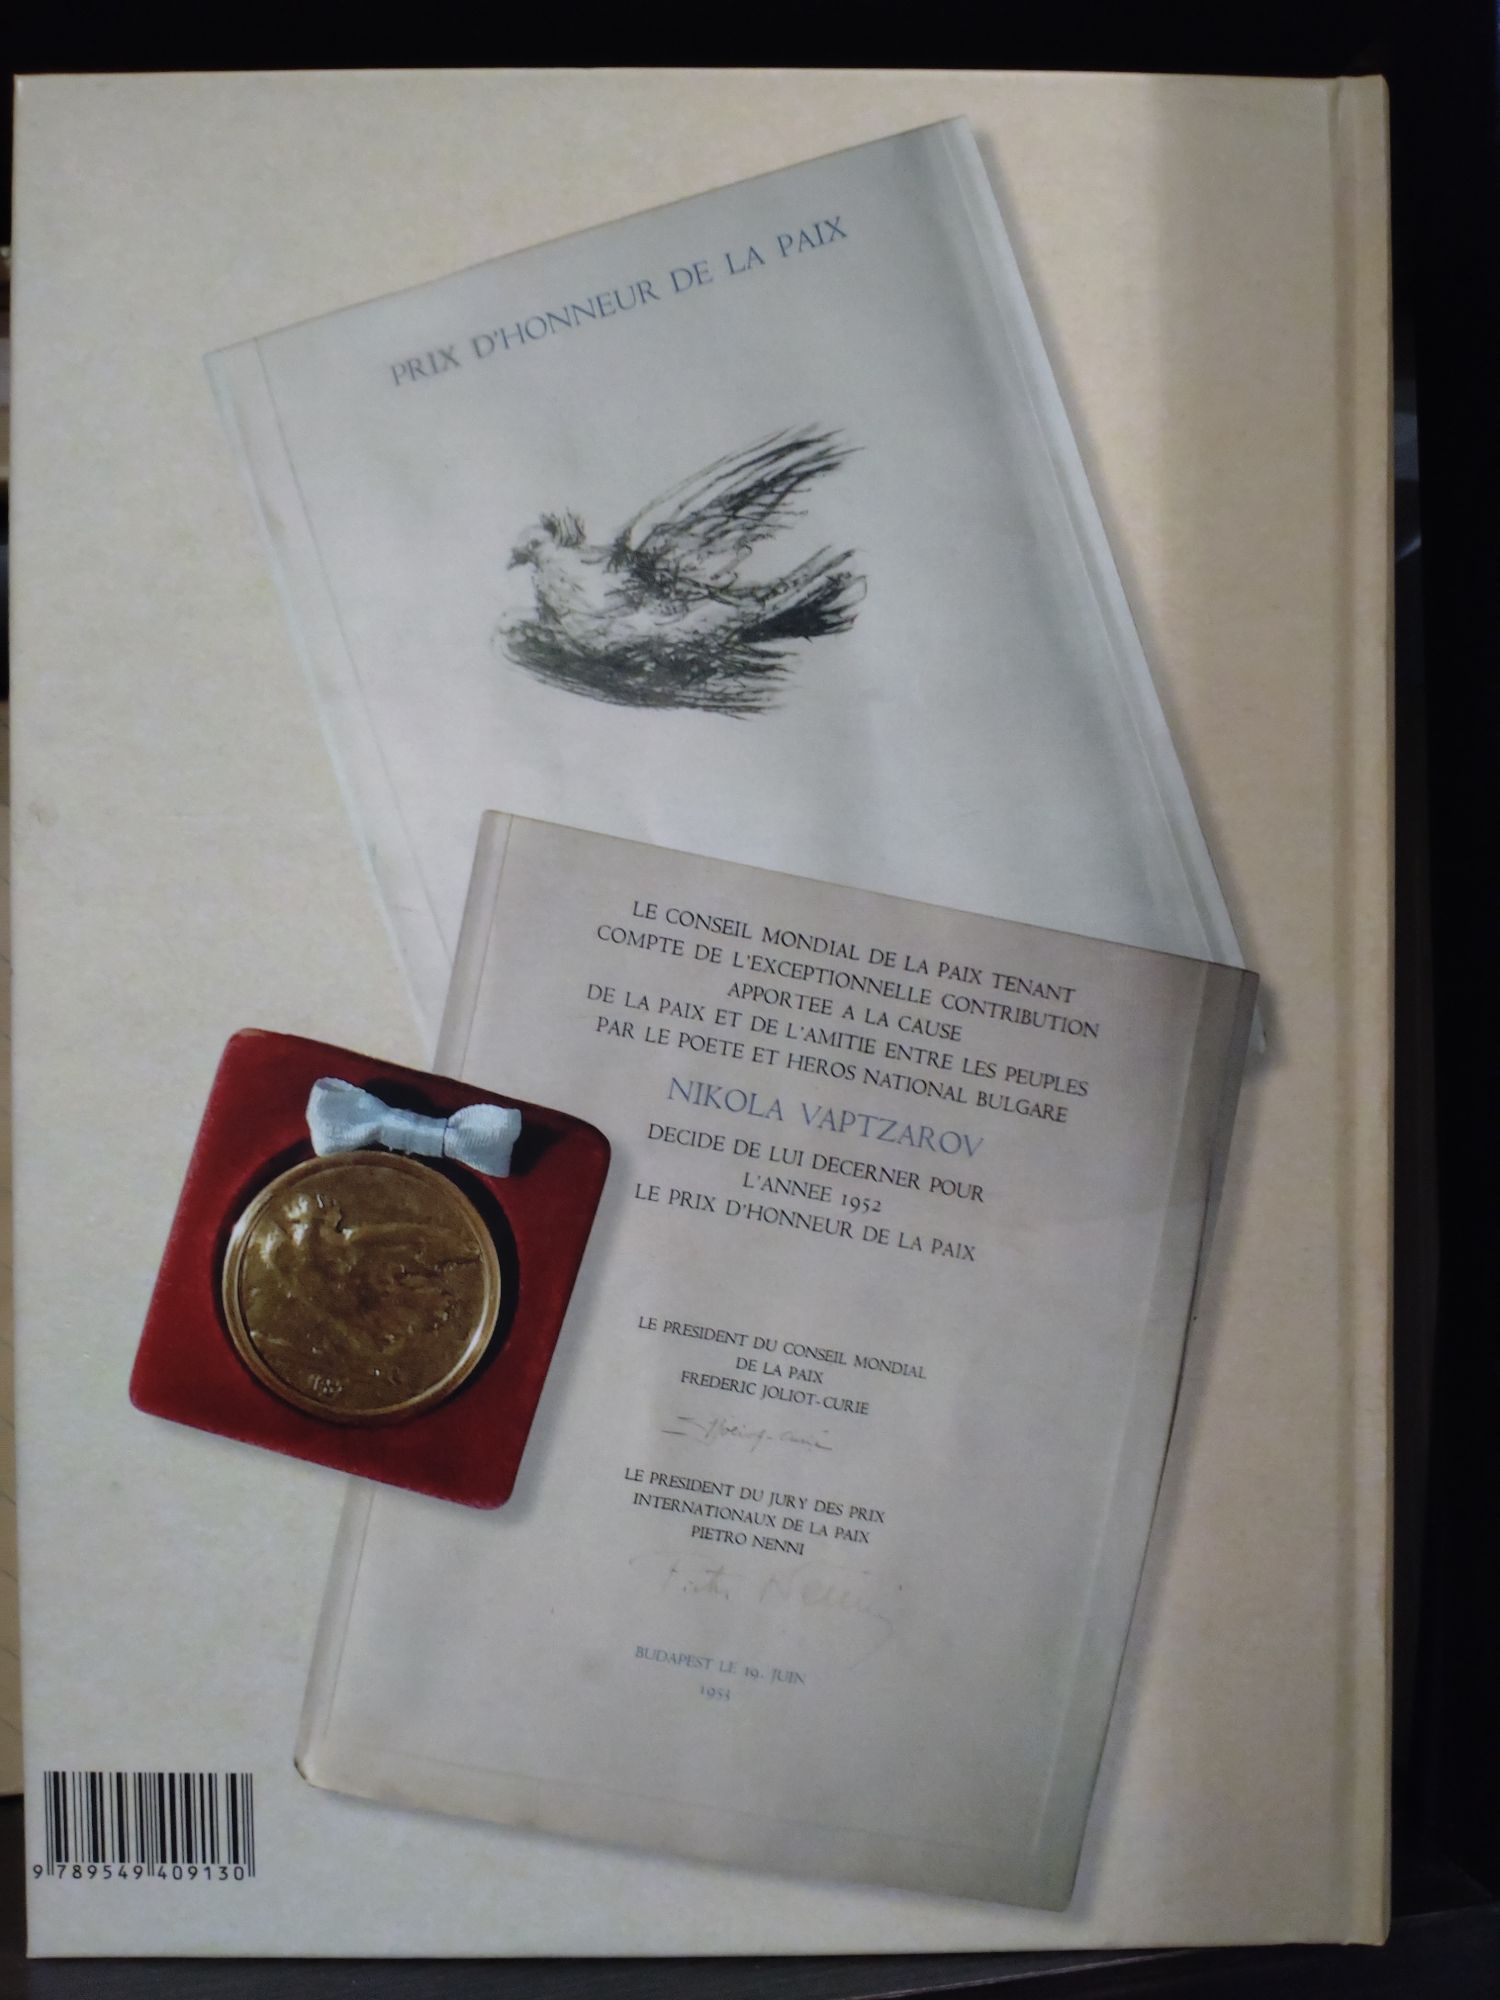 PRIX D'HONNEUR DE LA PAIX
LE CONSEIL MONDIAL DE LA PAIX TENANT
COMPTE DE L'EXCEPTIONNELLE CONTRIBUTION
APPORTEE A LA CAUSE
DE LA PAIX ET DE L'AMITIE ENTRE LES PEUPLES
PAR LE POETE ET HEROS NATIONAL BULGARE
NIKOLA VAPTZAROV
DECIDE DE LUI DECERNER POUR
L'ANNEE 1952
LE PRIX D'HONNEUR DE LA PAIX
LE PRESIDENT DU CONSEIL MONDIAL
DE LA PAIX
FREDERIC JOLIOT-CURIE
LE PRESIDENT DU JURY DES PRIX
INTERNATIONAUX DE LA PAIX
PIETRO NENNI
Pietro Nenni
BUDAPEST LE 19. JUIN
1953
9 789549 409130